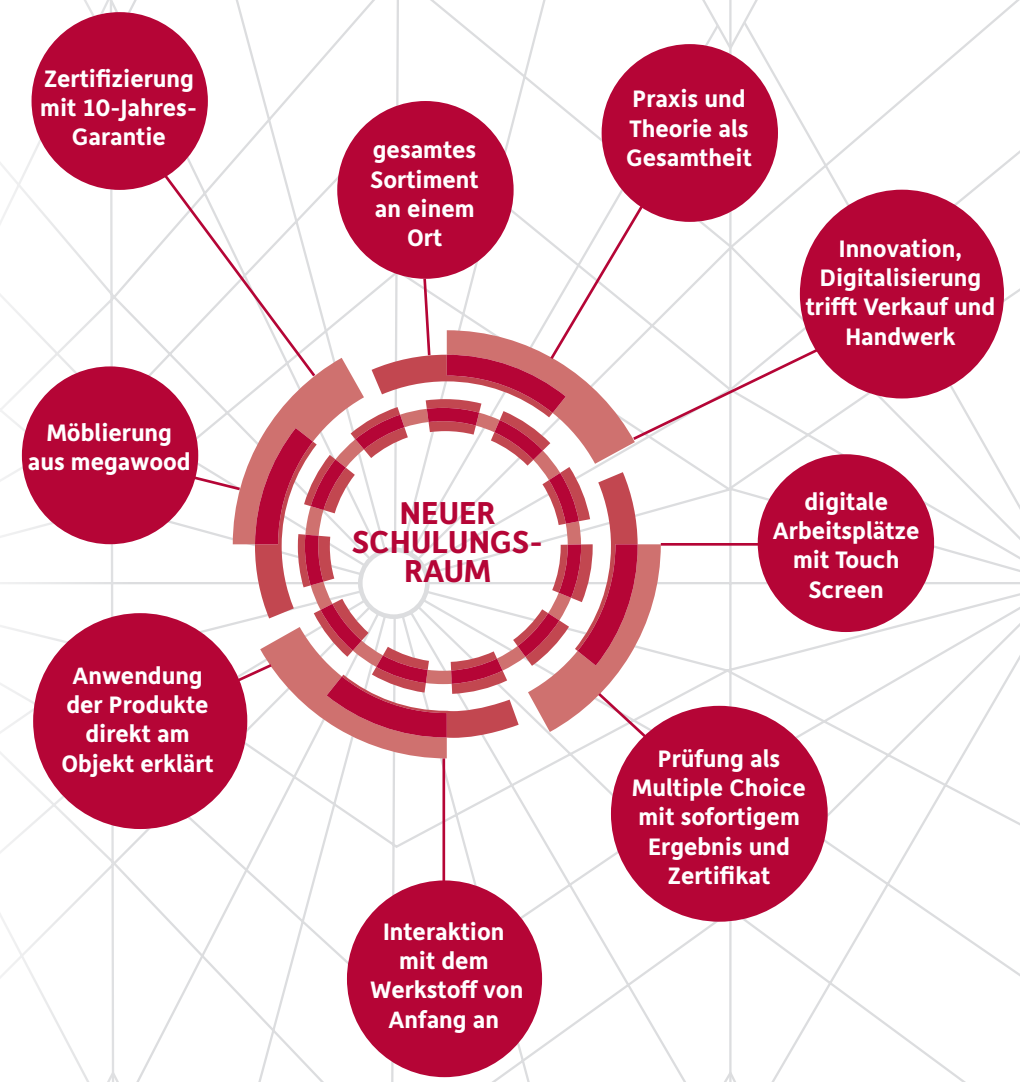 Zertifizierung
mit 10-Jahres-
Garantie
gesamtes
Sortiment
an einem
Ort
Praxis und
Theorie als
Gesamtheit
Innovation,
Digitalisierung
trifft Verkauf und
Handwerk
Möblierung
aus megawood
NEUER
SCHULUNGS-
RAUM
digitale
Arbeitsplätze
mit Touch
Screen
Anwendung
der Produkte
direkt am
Objekt erklärt
Prüfung als
Multiple Choice
mit sofortigem
Ergebnis und
Zertifikat
Interaktion
mit dem
Werkstoff von
Anfang an